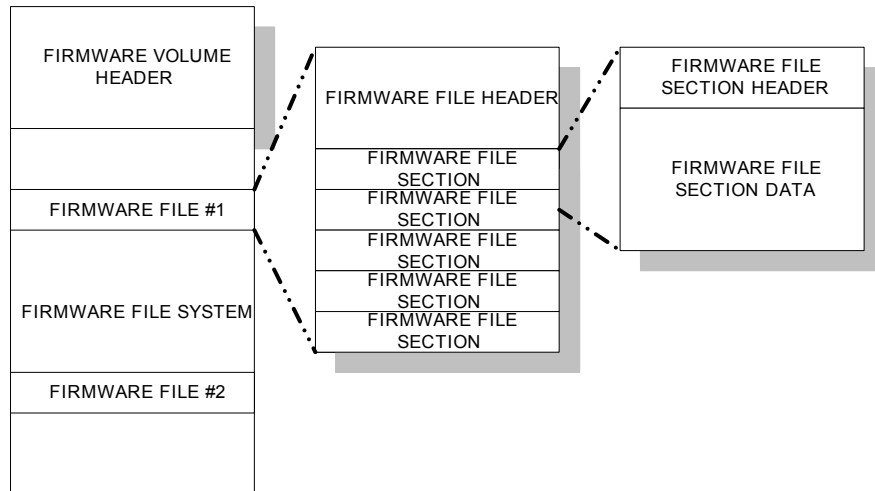 FIRMWARE VOLUME
HEADER
FIRMWARE FILE #1
FIRMWARE FILE SYSTEM
FIRMWARE FILE #2
FIRMWARE FILE HEADER
FIRMWARE FILE
SECTION
FIRMWARE FILE
SECTION
FIRMWARE FILE
SECTION
FIRMWARE FILE
SECTION
FIRMWARE FILE
SECTION
FIRMWARE FILE
SECTION HEADER
FIRMWARE FILE
SECTION DATA